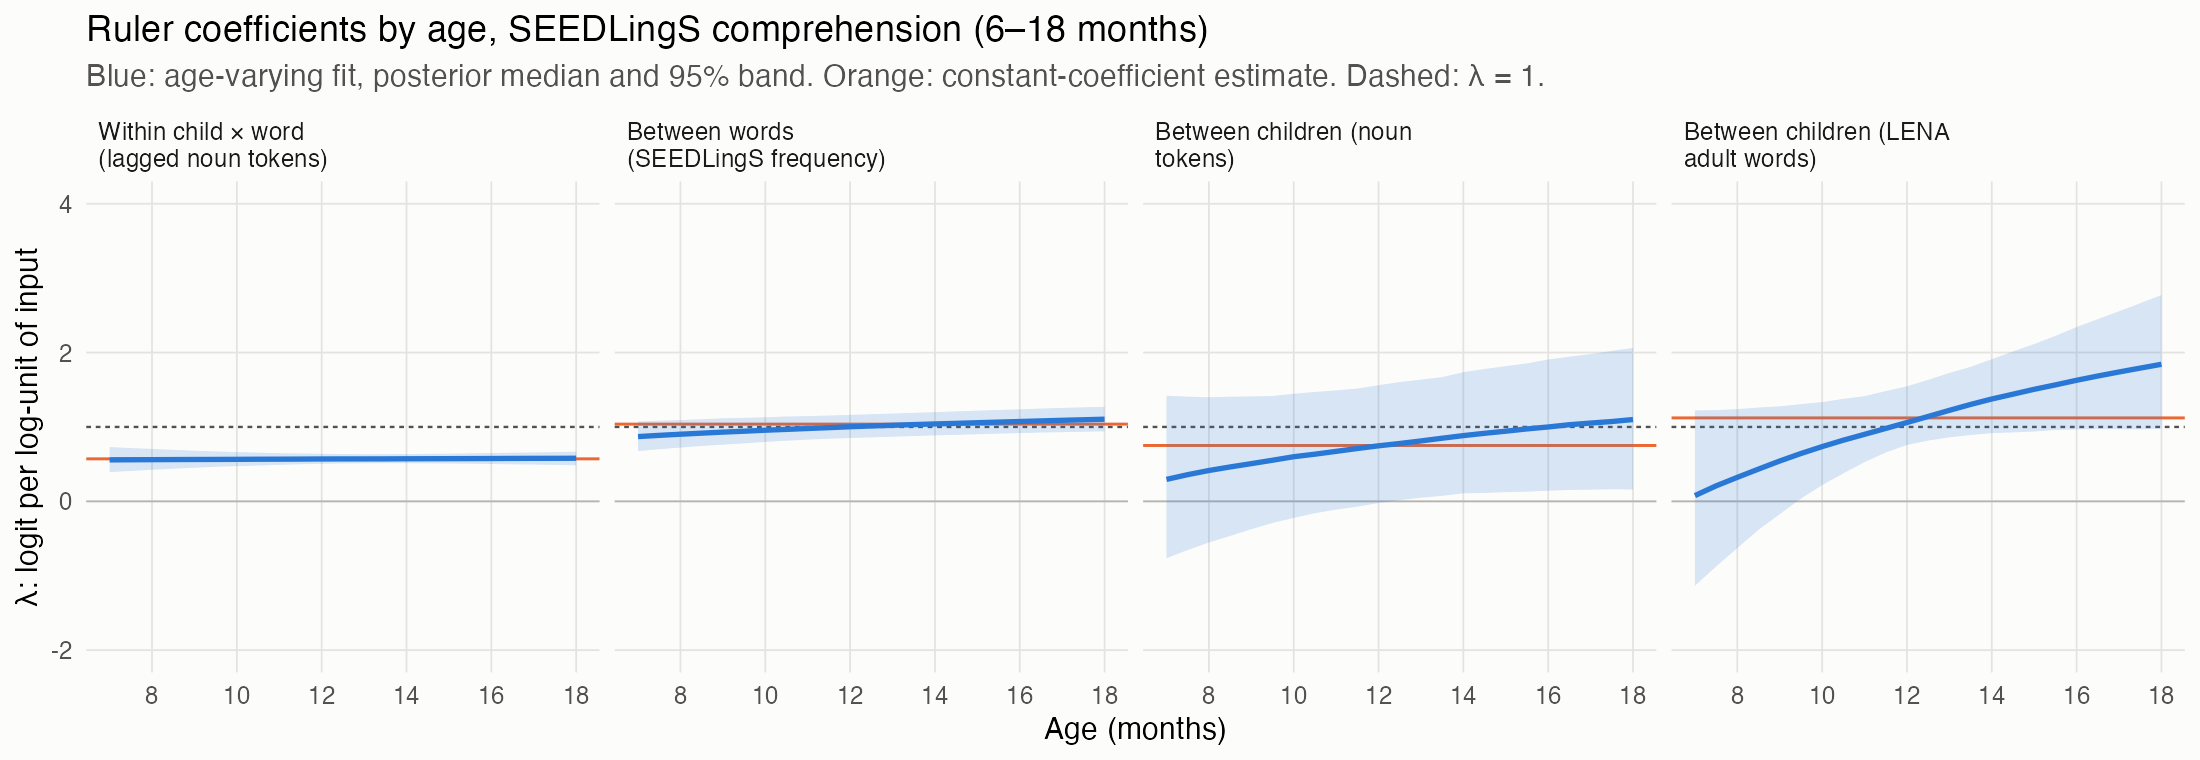 Ruler coefficients by age, SEEDLingS comprehension (6–18 months)
Blue: age-varying fit, posterior median and 95% band. Orange: constant-coefficient estimate. Dashed: λ = 1.
Within child × word
(lagged noun tokens)
Between words
(SEEDLingS frequency)
Between children (noun
tokens)
Between children (LENA
adult words)
λ: logit per log-unit of input
4
2
0
-2
8 10 12 14 16 18
8 10 12 14 16 18
8 10 12 14 16 18
8 10 12 14 16 18
Age (months)